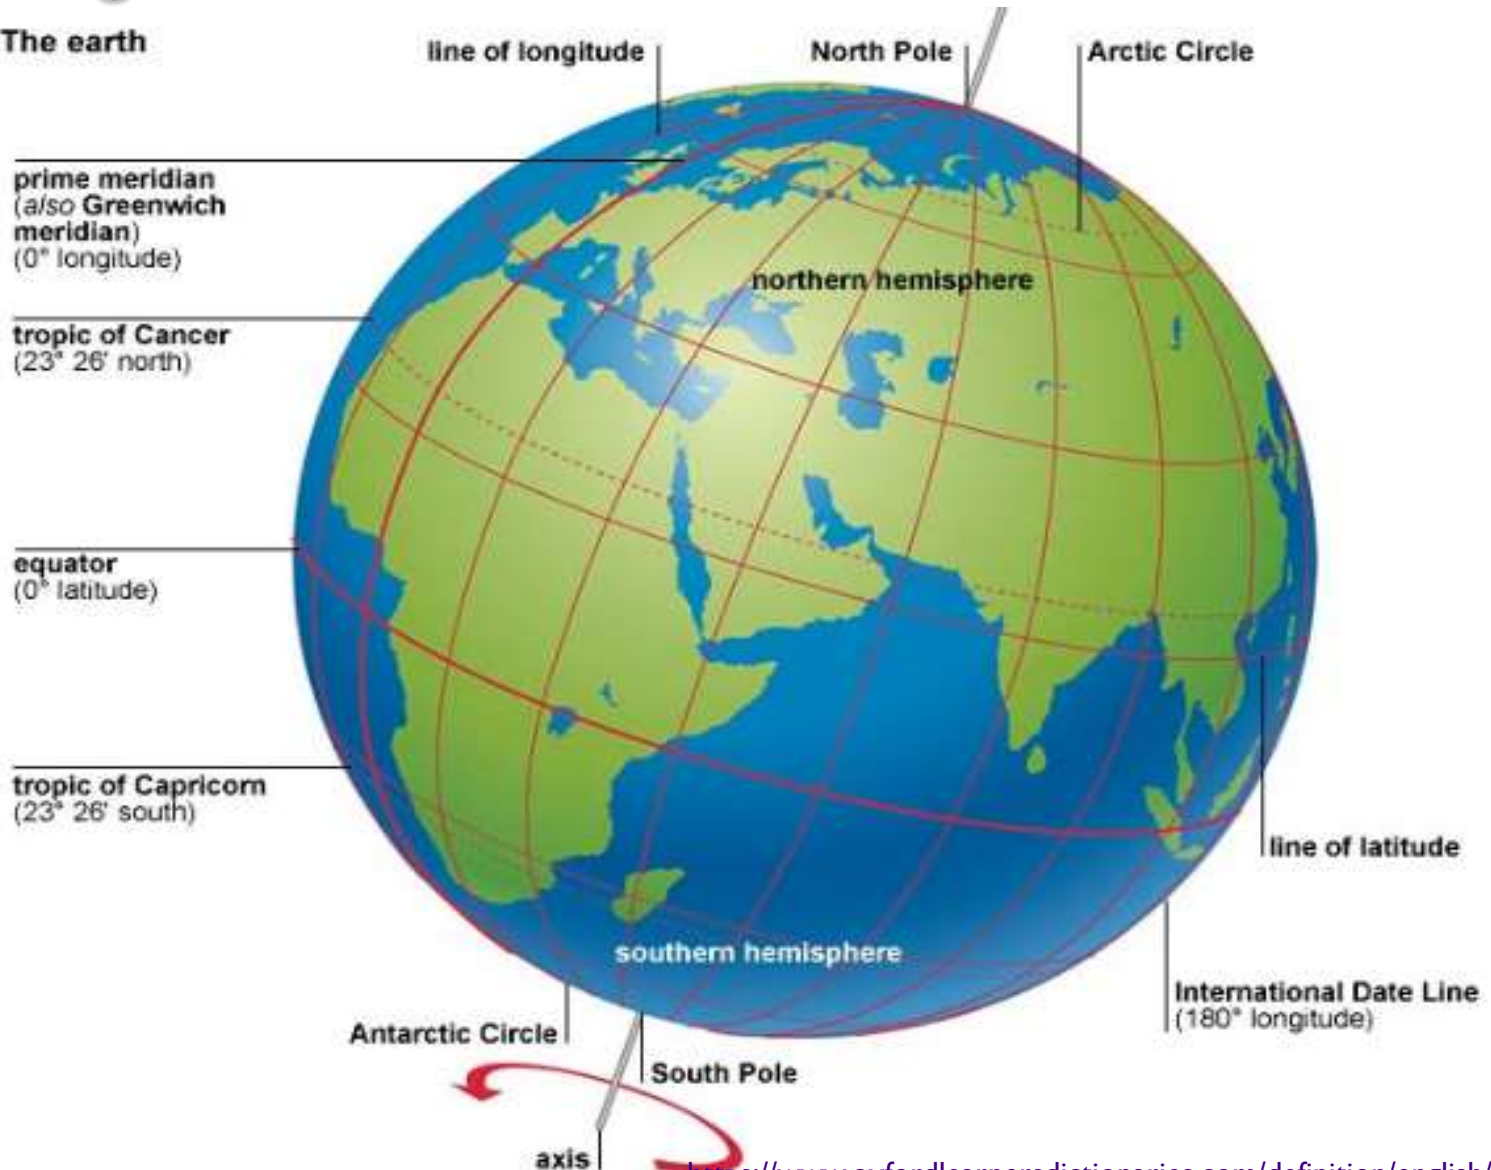 The earth
line of longitude
North Pole
Arctic Circle
prime meridian
(also Greenwich
meridian)
(0° longitude)
northern hemisphere
tropic of Cancer
(23° 26' north)
equator
(0° latitude)
tropic of Capricorn
(23° 26' south)
line of latitude
southern hemisphere
International Date Line
(180° longitude)
Antarctic Circle
South Pole
axis